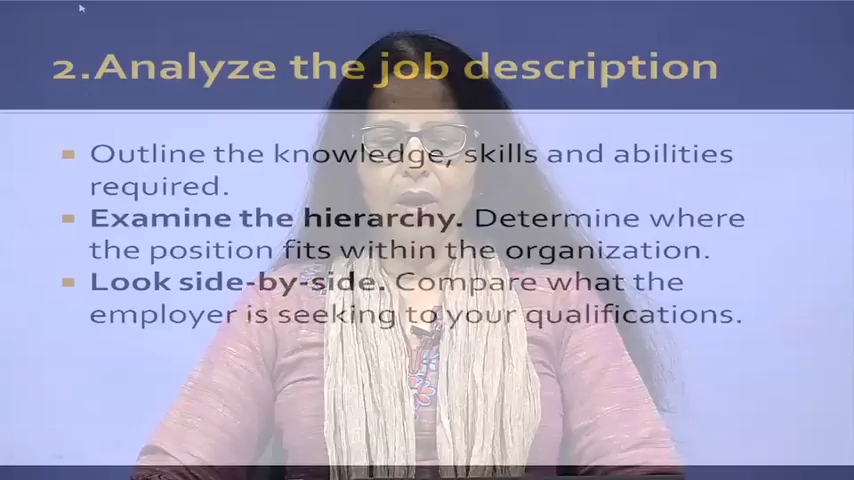 2.Analyze the job description
Outline the knowledge, skills and abilities
required.
Examine the hierarchy. Determine where
the position fits within the organization.
Look side-by-side. Compare what the
employer is seeking to your qualifications.